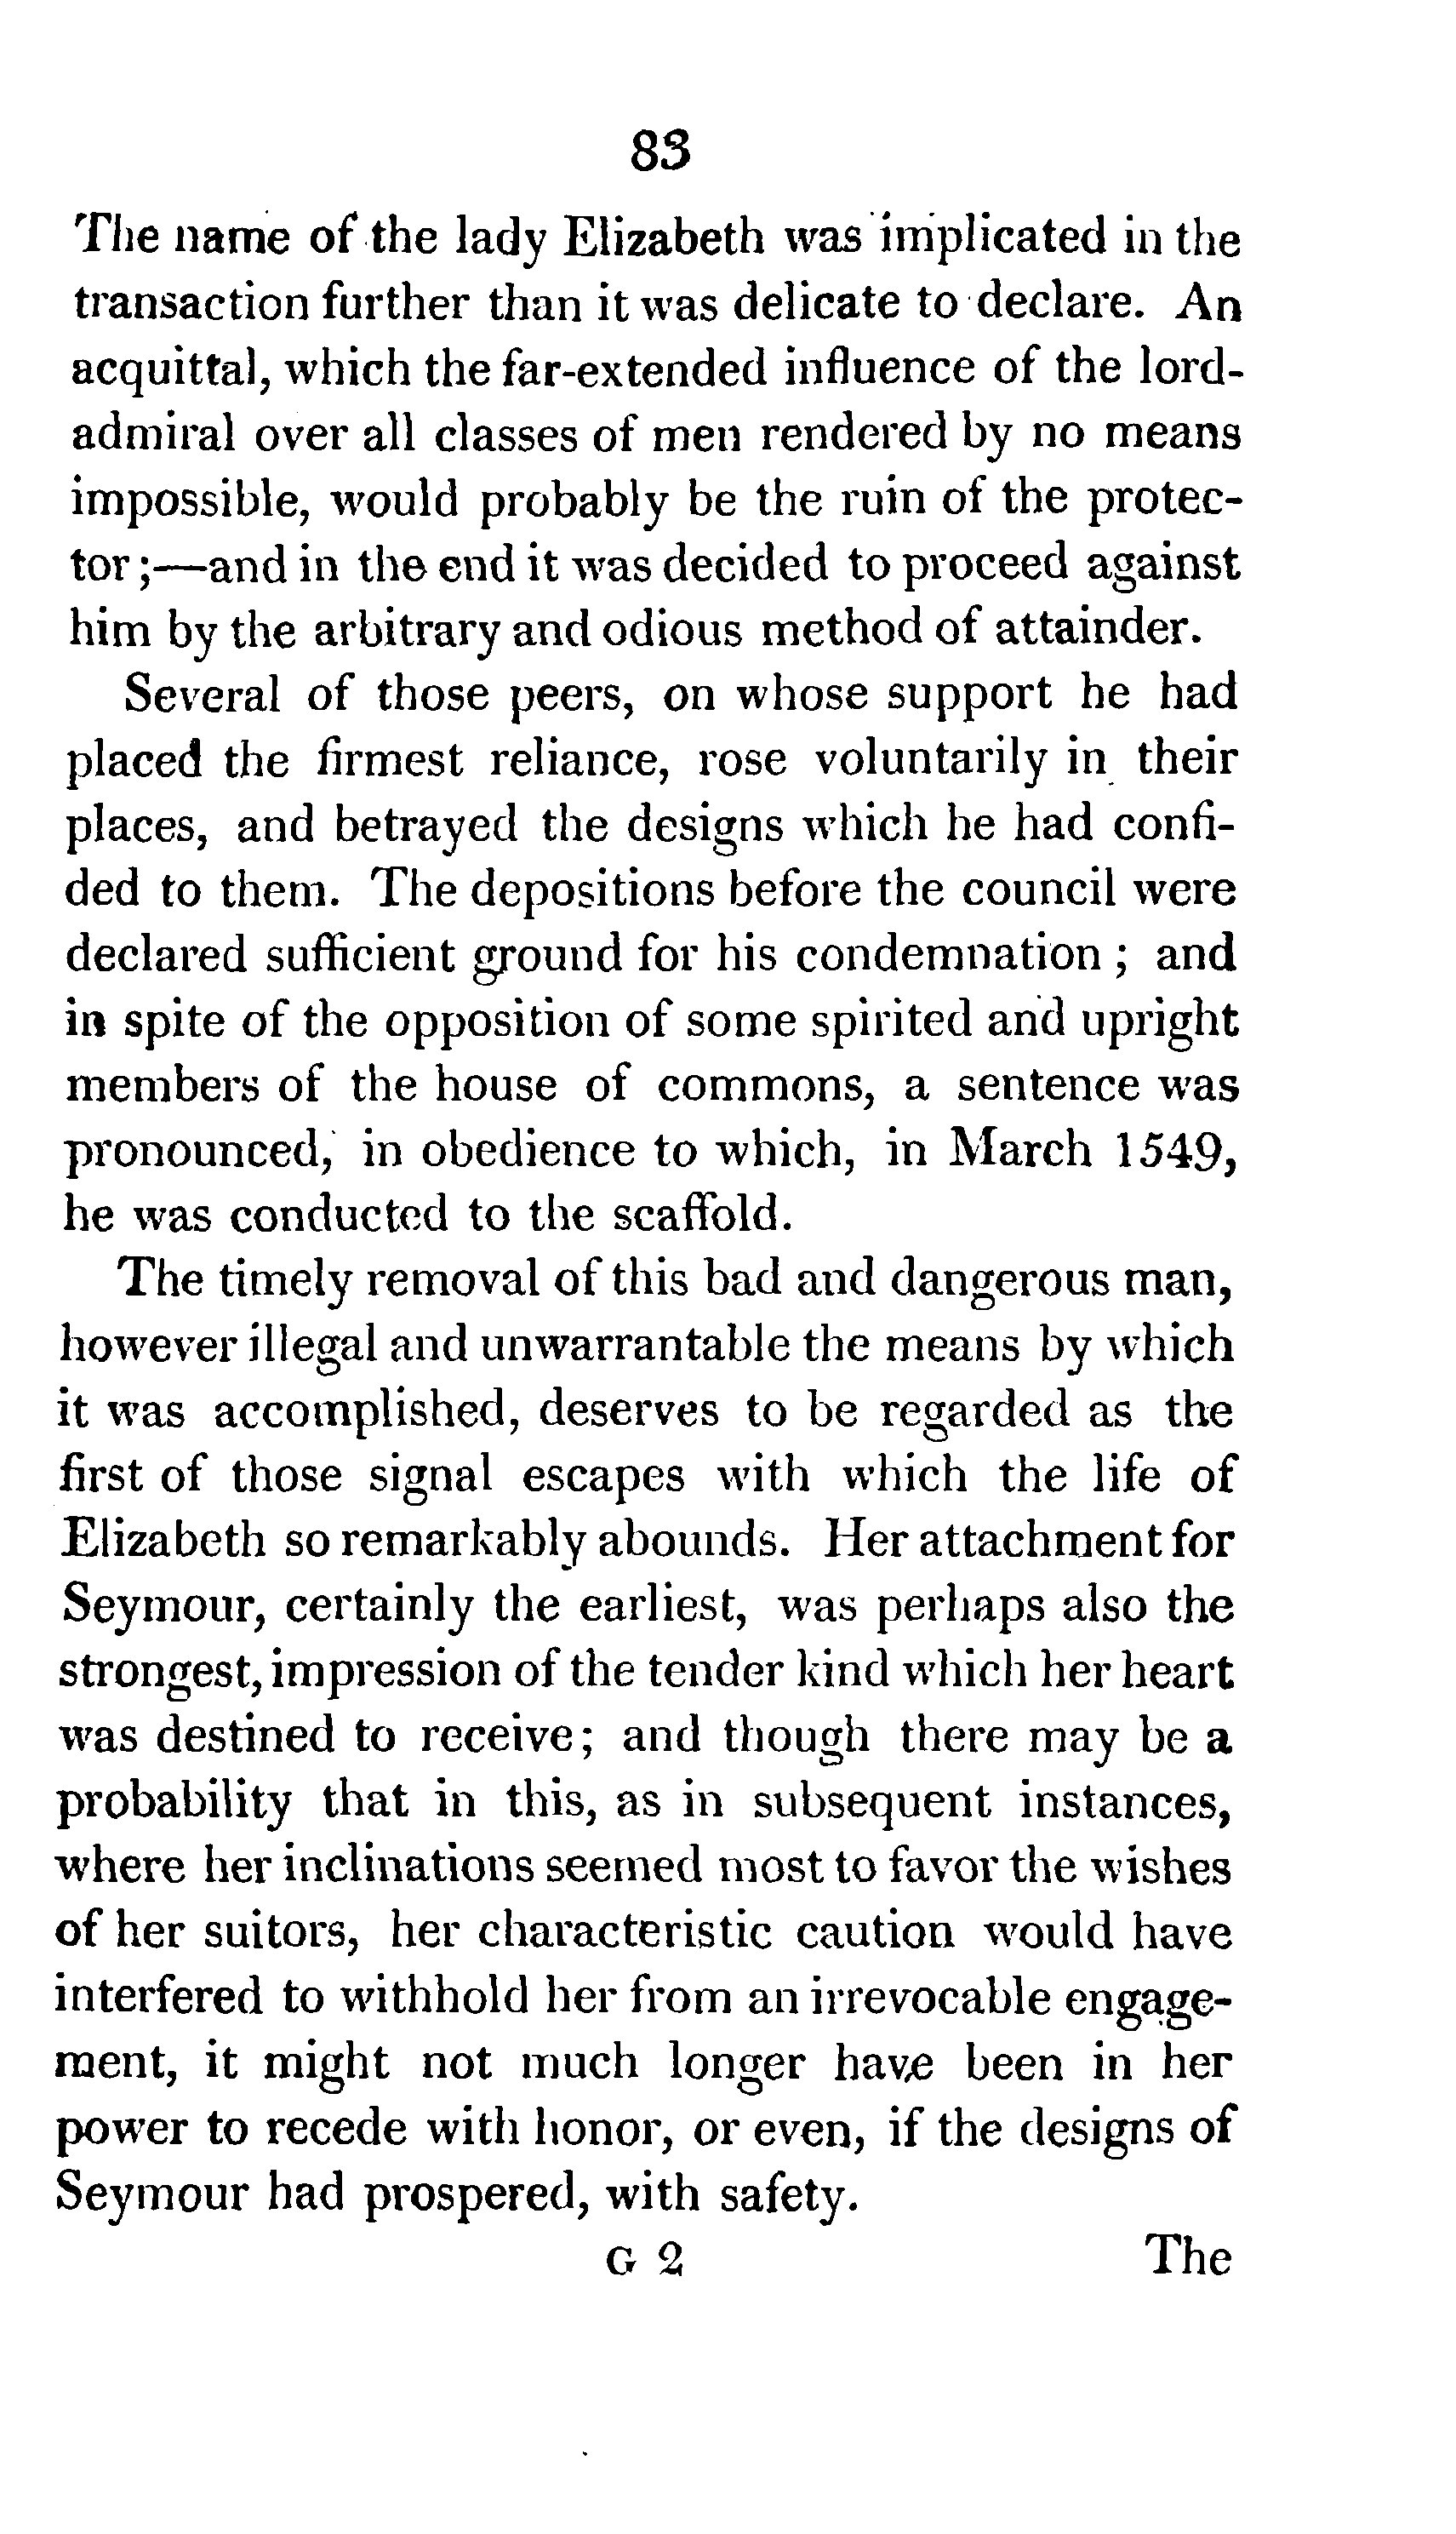 83
The name of the lady Elizabeth was implicated in the
transaction further than it was delicate to declare. An
acquittal, which the far-extended influence of the lord-
admiral over all classes of men rendered by no means
impossible, would probably be the ruin of the protec-
tor;—and in the end it was decided to proceed against
him by the arbitrary and odious method of attainder.
Several of those peers, on whose support he had
placed the firmest reliance, rose voluntarily in their
places, and betrayed the designs which he had confi-
ded to them. The depositions before the council were
declared sufficient ground for his condemnation; and
in spite of the opposition of some spirited and upright
members of the house of commons, a sentence was
pronounced, in obedience to which, in March 1549,
he was conducted to the scaffold.
The timely removal of this bad and dangerous man,
however illegal and unwarrantable the means by which
it was accomplished, deserves to be regarded as the
first of those signal escapes with which the life of
Elizabeth so remarkably abounds. Her attachment for
Seymour, certainly the earliest, was perhaps also the
strongest, impression of the tender kind which her heart
was destined to receive; and though there may be a
probability that in this, as in subsequent instances,
where her inclinations seemed most to favor the wishes
of her suitors, her characteristic caution would have
interfered to withhold her from an irrevocable engage-
ment, it might not much longer have been in her
power to recede with honor, or even, if the designs of
Seymour had prospered, with safety.
G 2 The